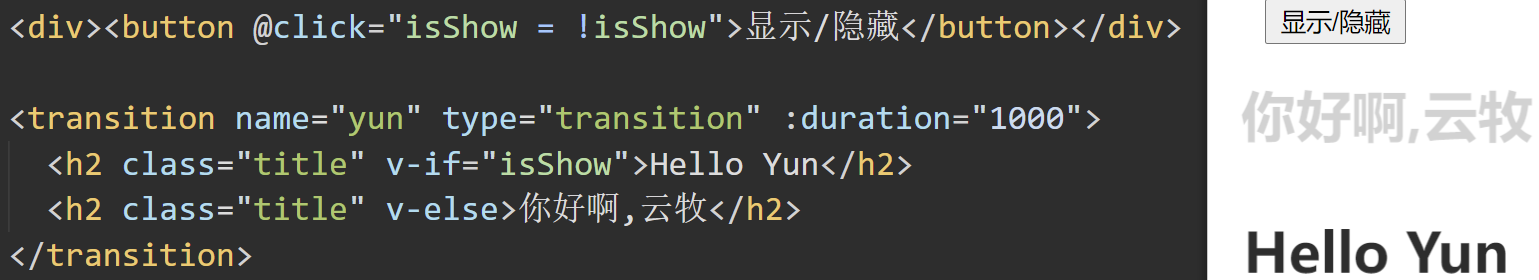 <div><button @click="isShow = !isShow">显示/隐藏</button></div>
<transition name="yun" type="transition" :duration="1000">
  <h2 class="title" v-if="isShow">Hello Yun</h2>
  <h2 class="title" v-else>你好啊,云牧</h2>
</transition>
显示/隐藏
你好啊,云牧
Hello Yun